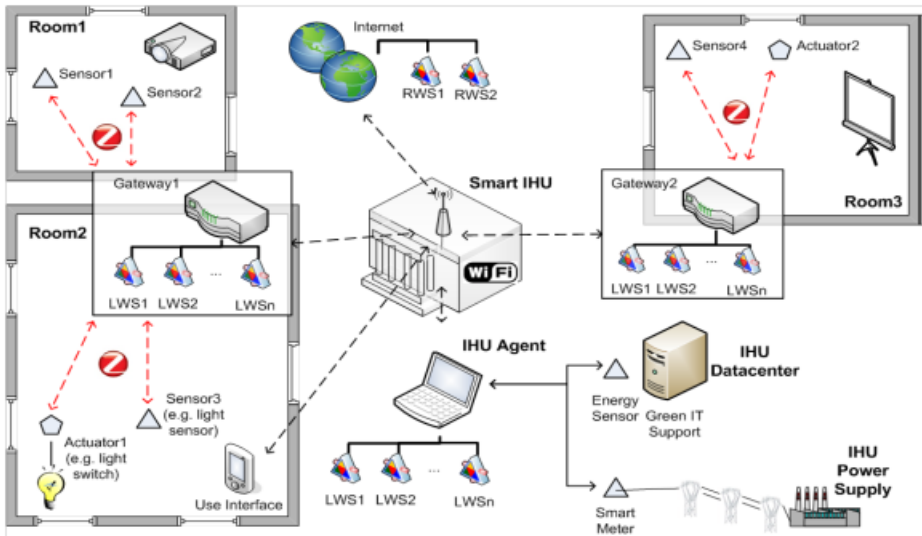 Room1
Sensor1
Sensor2
Z
Internet
RWS1
RWS2
Sensor4
Actuator2
Z
Room3
Gateway1
Smart IHU
Gateway2
Room2
LWS1
LWS2
...
LWSn
Wi Fi
LWS1
LWS2
...
LWSn
Z
IHU Agent
IHU
Datacenter
Energy
Sensor
Green IT
Support
Actuator1
(e.g. light
switch)
Sensor3
(e.g. light
sensor)
Use Interface
LWS1
LWS2
...
LWSn
Smart
Meter
IHU
Power
Supply